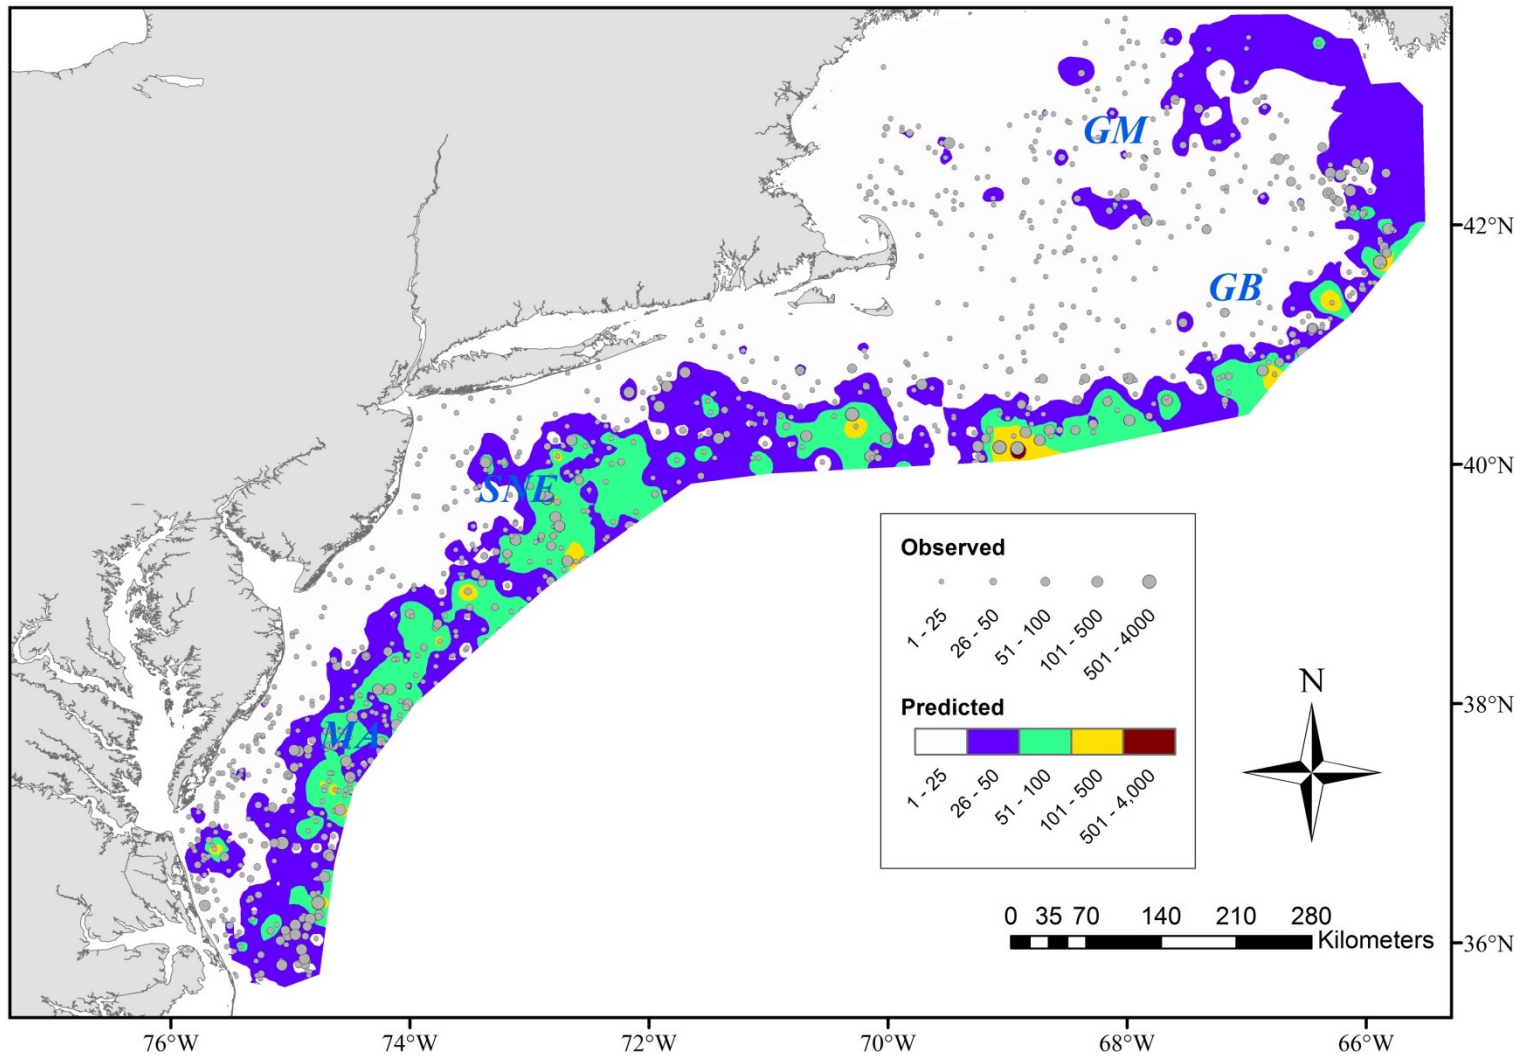 GM
42°N
GB
40°N
SNE
Observed
1 - 25
26 - 50
51 - 100
101 - 500
501 - 4000
N
38°N
Predicted
MA
1 - 25
26 - 50
51 - 100
101 - 500
501 - 4,000
0 35 70 140 210 280
Kilometers
36°N
76°W 74°W 72°W 70°W 68°W 66°W